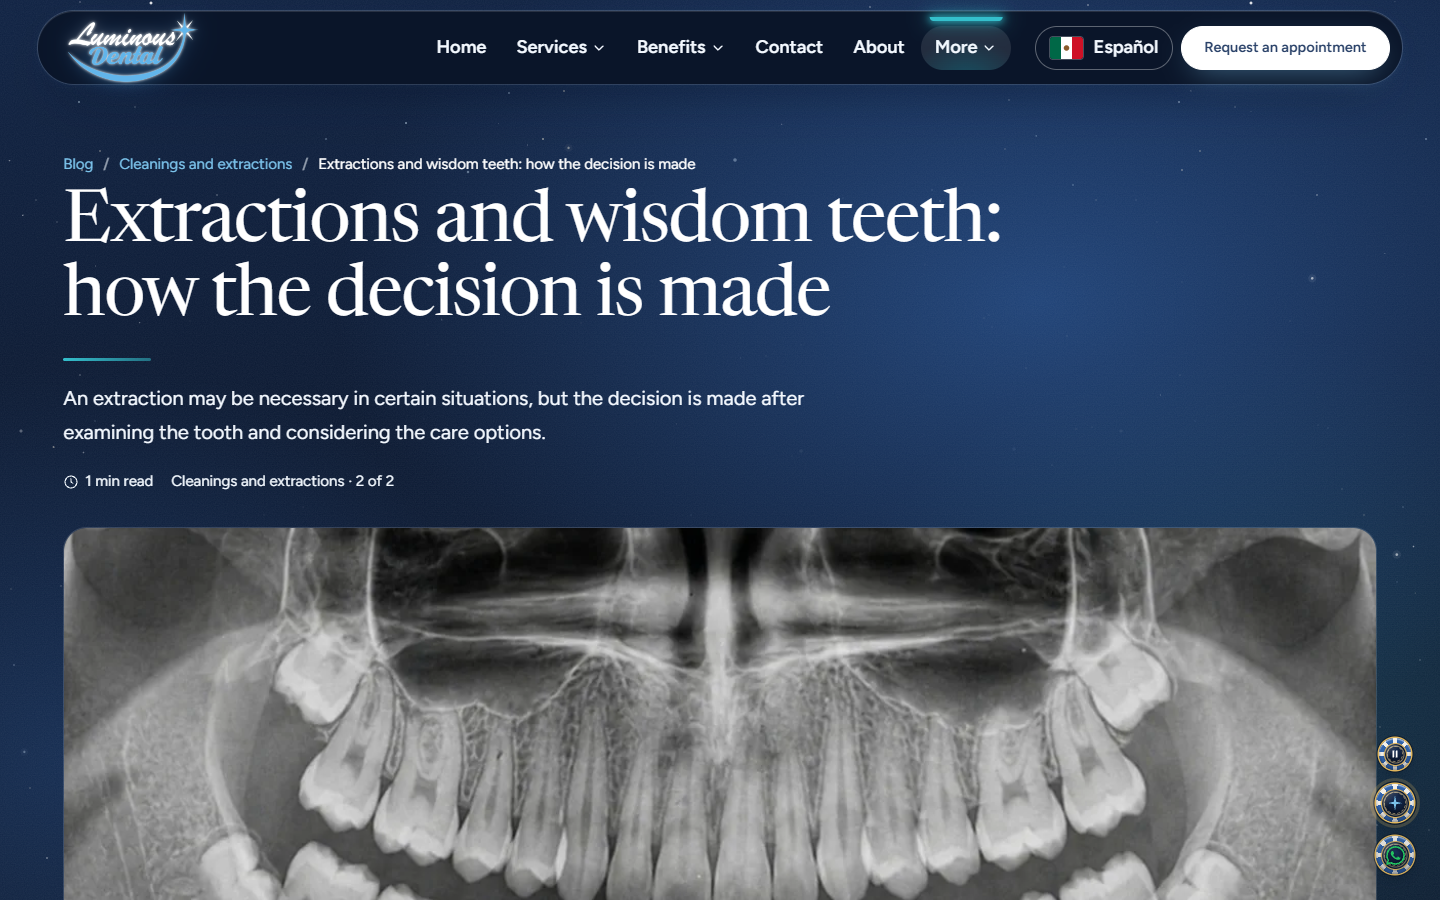 Luminous
Dental
Home
Services
Benefits
Contact
About
More
Español
Request an appointment
Blog / Cleanings and extractions / Extractions and wisdom teeth: how the decision is made
Extractions and wisdom teeth:
how the decision is made
An extraction may be necessary in certain situations, but the decision is made after
examining the tooth and considering the care options.
1 min read
Cleanings and extractions · 2 of 2